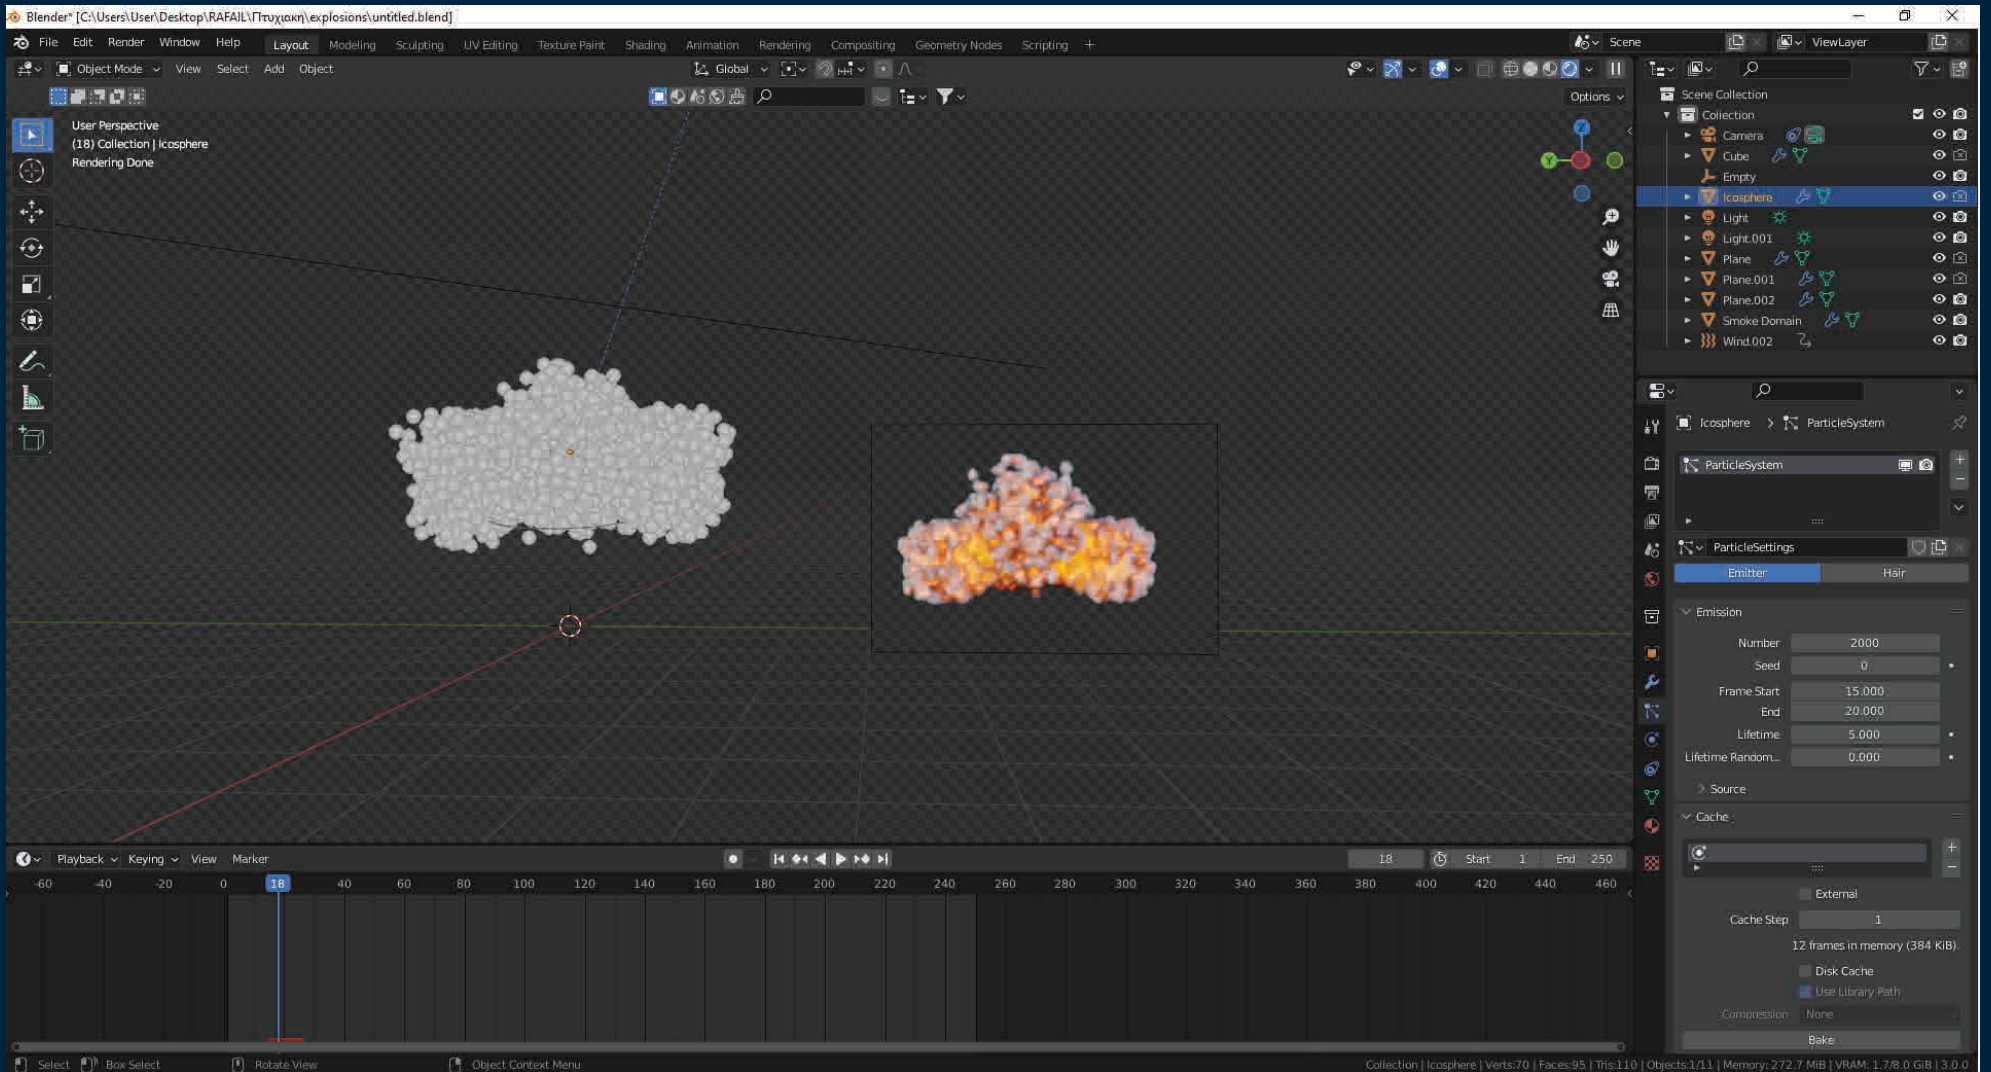 Blender* [C:\Users\User\Desktop\RAFAIL\Πτυχιακη\explosions\untitled.blend]
File Edit Render Window Help Layout Modeling Sculpting UV Editing Texture Paint Shading Animation Rendering Compositing Geometry Nodes Scripting + Scene ViewLayer
Object Mode View Select Add Object Global
Options
User Perspective
(18) Collection | Icosphere
Rendering Done
Z
Y
Scene Collection
Collection
Camera
Cube
Empty
Icosphere
Light
Light.001
Plane
Plane.001
Plane.002
Smoke Domain
Wind.002
Icosphere > ParticleSystem
ParticleSystem
ParticleSettings
Emitter Hair
Emission
Number 2000
Seed 0
Frame Start 15.000
End 20.000
Lifetime 5.000
Lifetime Random... 0.000
Source
Cache
External
Cache Step 1
12 frames in memory (384 KiB).
Disk Cache
Use Library Path
Compression None
Bake
Playback Keying View Marker 18 Start 1 End 250
-60 -40 -20 0 18 40 60 80 100 120 140 160 180 200 220 240 260 280 300 320 340 360 380 400 420 440 460
Select Box Select Rotate View Object Context Menu Collection | Icosphere | Verts:70 | Faces:95 | Tris:110 | Objects:1/11 | Memory: 272.7 MiB | VRAM: 1.7/8.0 GiB | 3.0.0